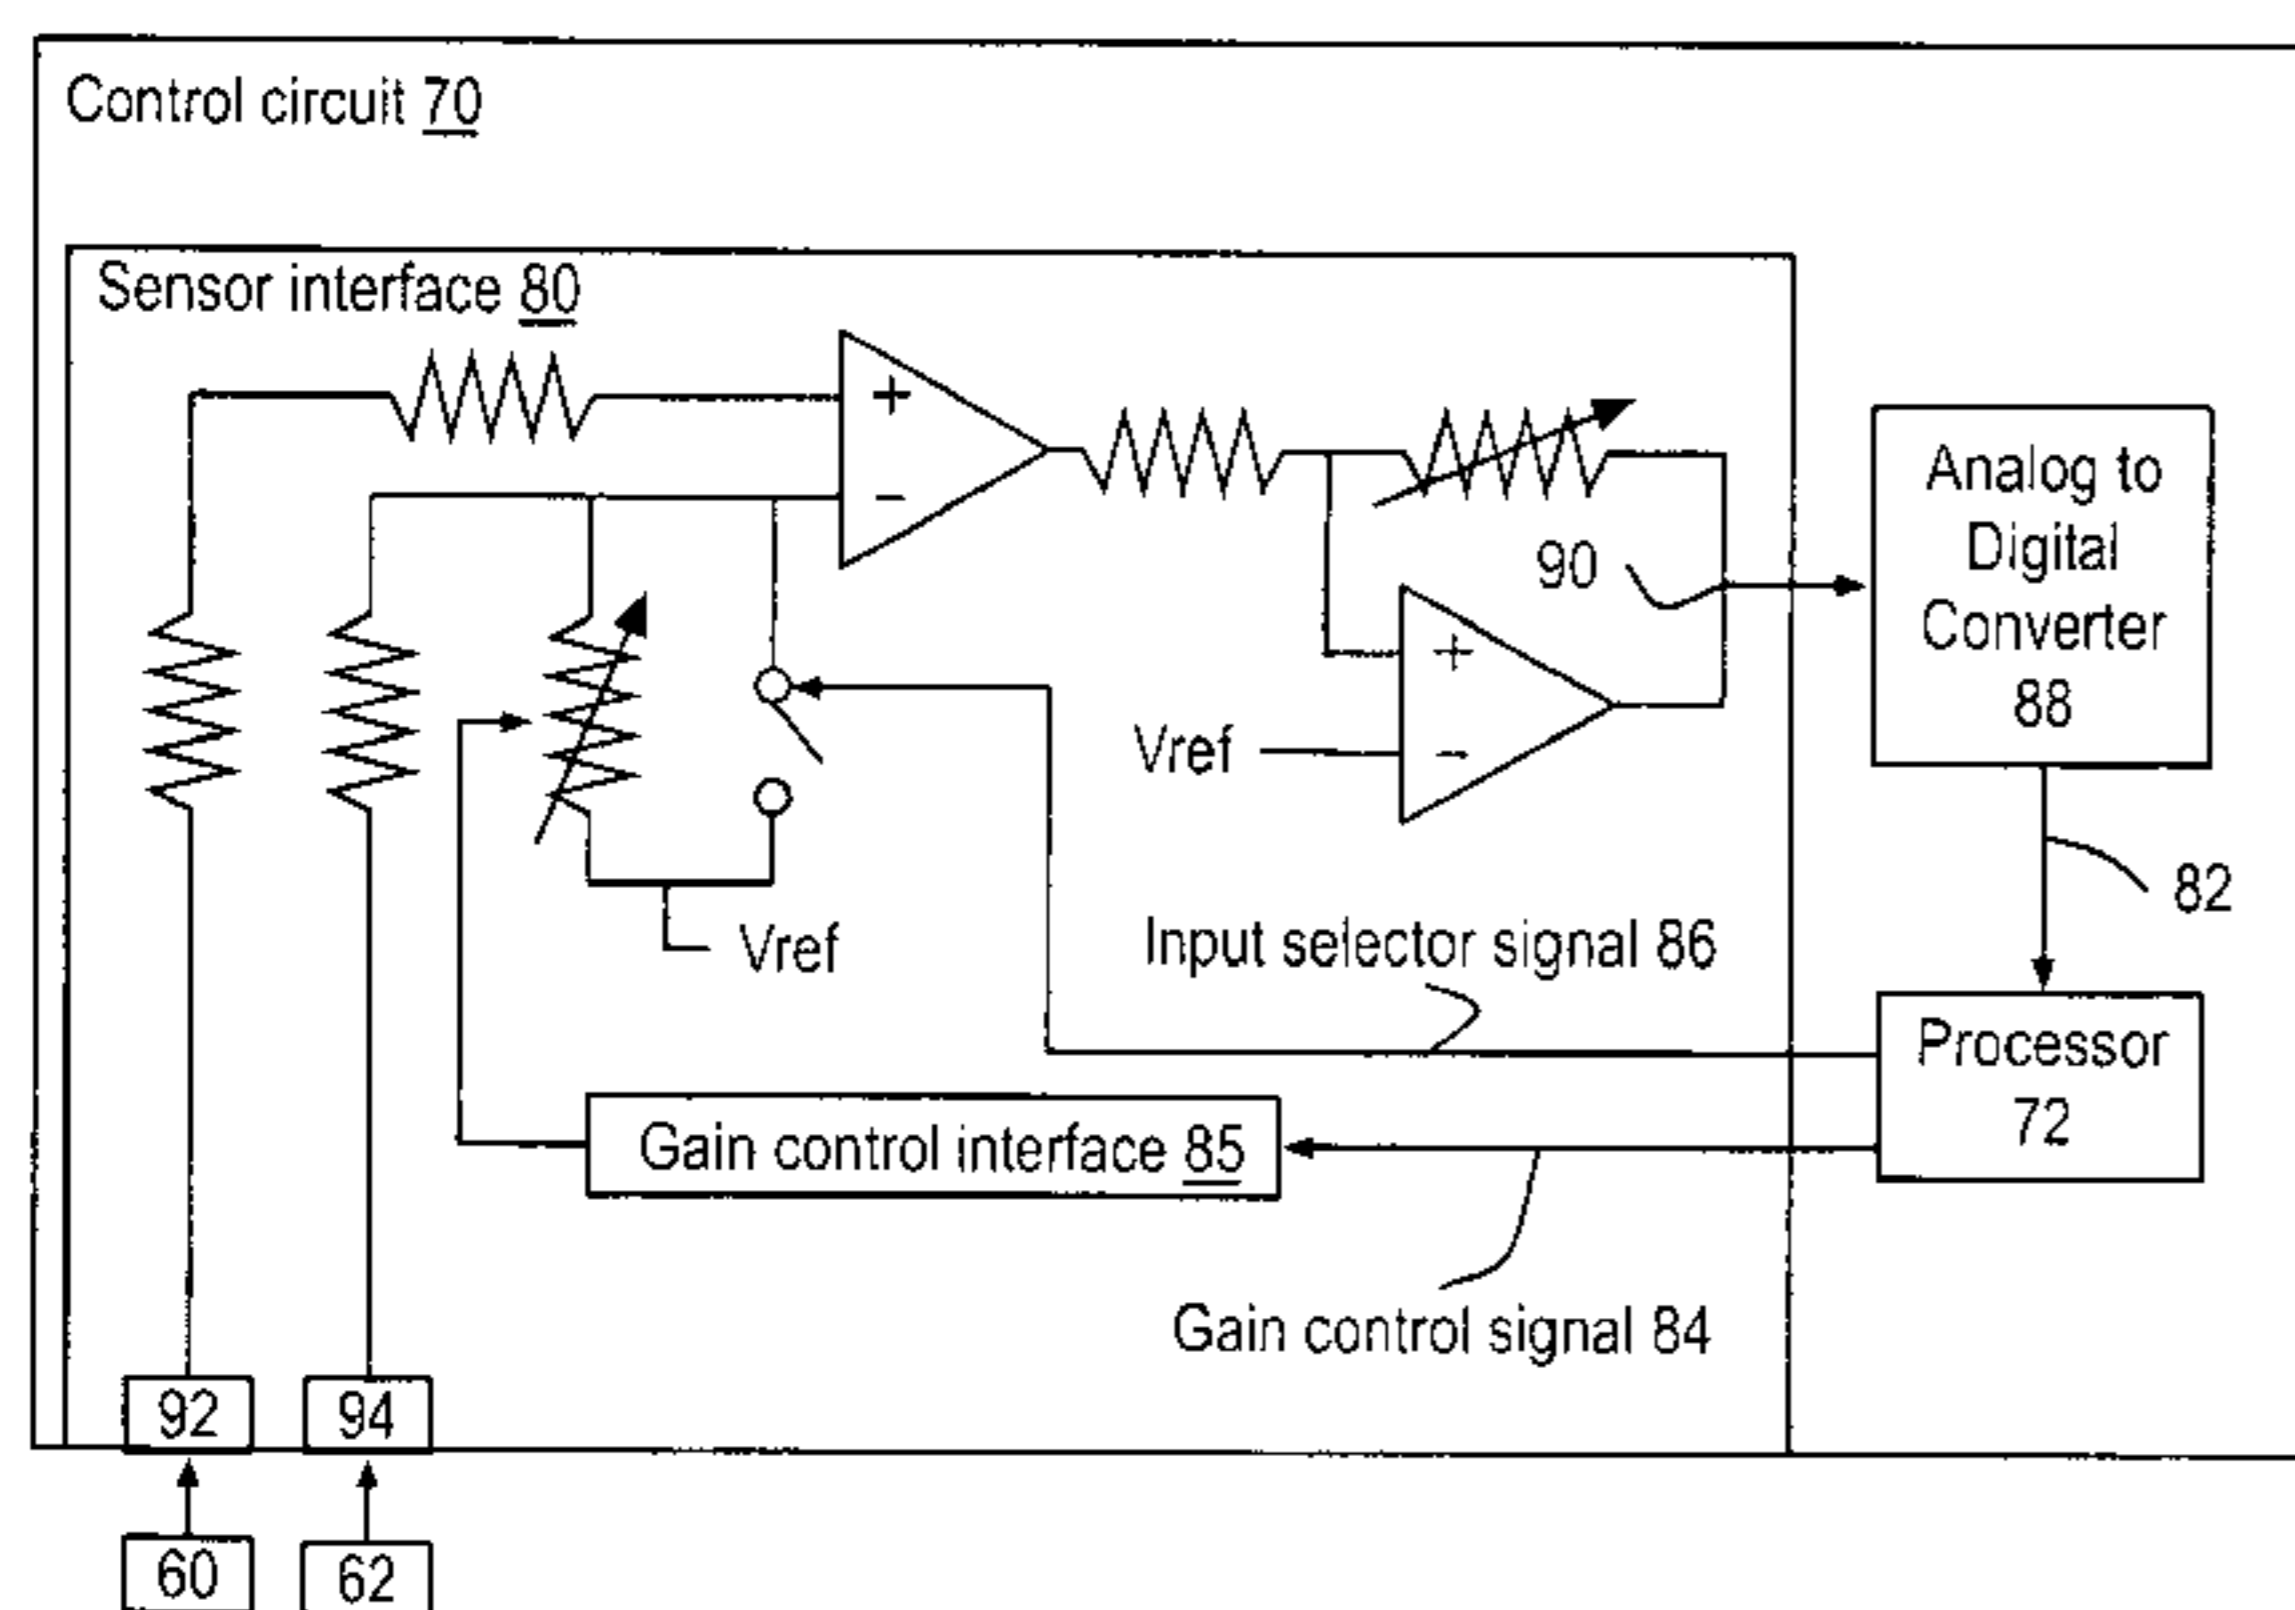 Control circuit 70
Sensor interface 80
+
-
90
Analog to
Digital
Converter
88
+
-
Vref
Vref
82
Input selector signal 86
Processor
72
Gain control interface 85
Gain control signal 84
92
94
60
62